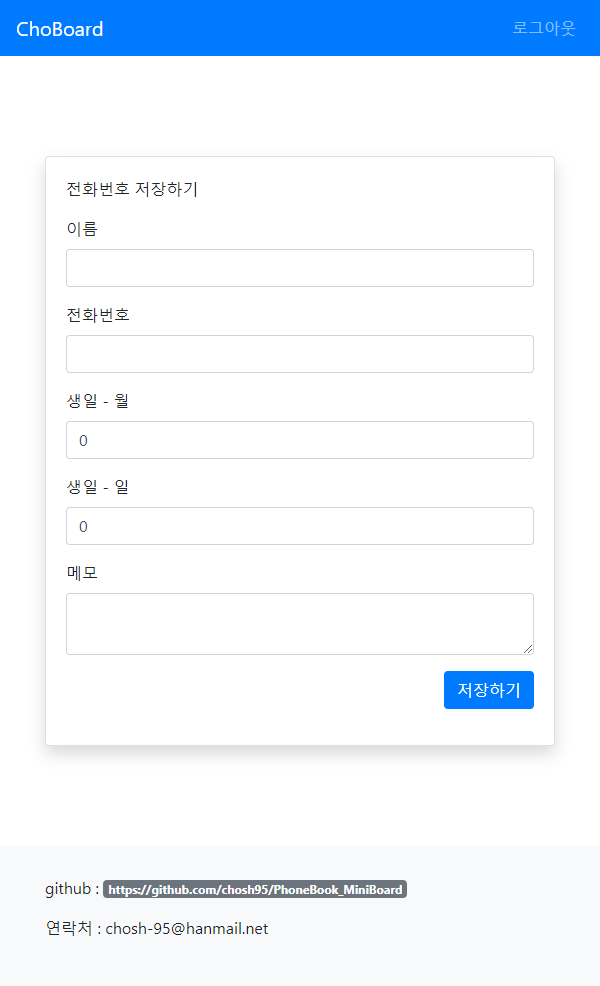 ChoBoard
로그아웃
전화번호 저장하기
이름
전화번호
생일 - 월
0
생일 - 일
0
메모
저장하기
github : https://github.com/chosh95/PhoneBook_MiniBoard
연락처 : chosh-95@hanmail.net